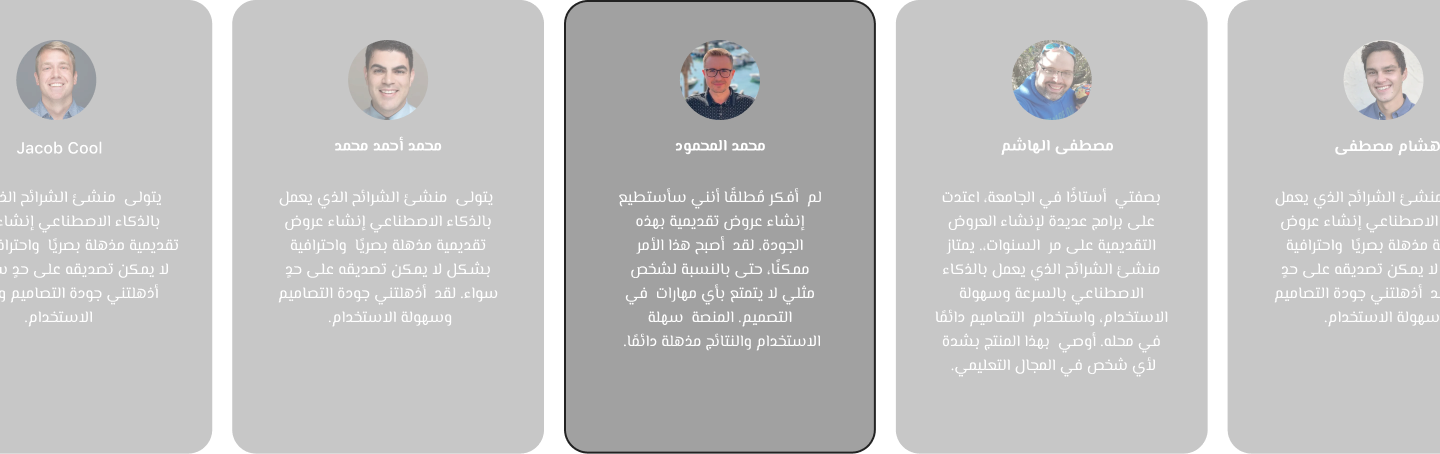 هشام مصطفى
منشئ الشرائح الذي يعمل
الاصطناعي إنشاء عروض
مذهلة بصريًا واحترافية
لا يمكن تصديقه على حدٍ
أذهلتني جودة التصاميم
سهولة الاستخدام.
مصطفى الهاشم
بصفتي أستاذًا في الجامعة، اعتدت
على برامج عديدة لإنشاء العروض
التقديمية على مر السنوات،. يمتاز
منشئ الشرائح الذي يعمل بالذكاء
الاصطناعي بالسرعة وسهولة
الاستخدام، واستخدام التصاميم دائمًا
في محله. أوصي بهذا المنتج بشدة
لأي شخص في المجال التعليمي.
محمد المحمود
لم أفكر مُطلقًا أنني سأستطيع
إنشاء عروض تقديمية بهذه
الجودة. لقد أصبح هذا الأمر
ممكنًا، حتى بالنسبة لشخص
مثلي لا يتمتع بأي مهارات في
التصميم. المنصة سهلة
الاستخدام والنتائج مذهلة دائمًا.
محمد أحمد محمد
يتولى منشئ الشرائح الذي يعمل
بالذكاء الاصطناعي إنشاء عروض
تقديمية مذهلة بصريًا واحترافية
بشكل لا يمكن تصديقه على حدٍ
سواء. لقد أذهلتني جودة التصاميم
وسهولة الاستخدام.
Jacob Cool
يتولى منشئ الشرائح
بالذكاء الاصطناعي إنشاء
تقديمية مذهلة بصريًا
لا يمكن تصديقه على حدٍ
أذهلتني جودة التصاميم
الاستخدام.